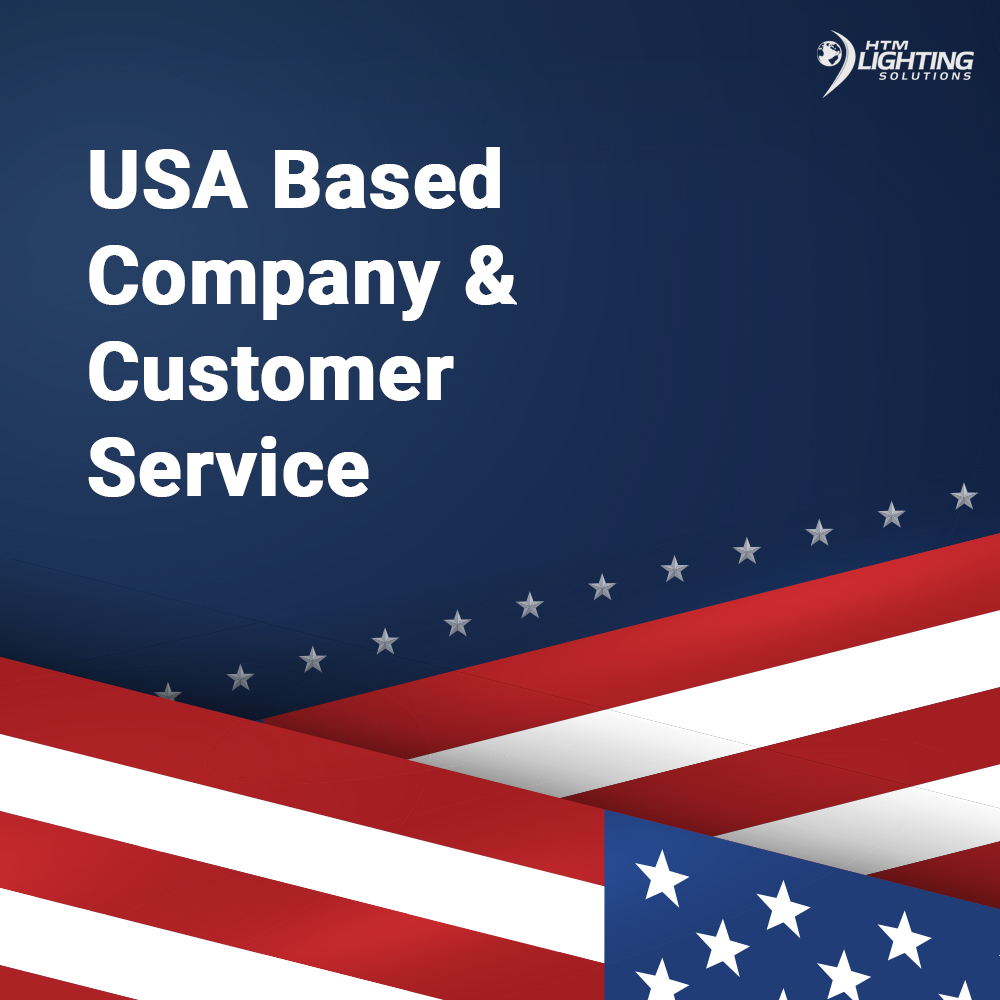 HTM
LIGHTING
SOLUTIONS
USA Based
Company &
Customer
Service